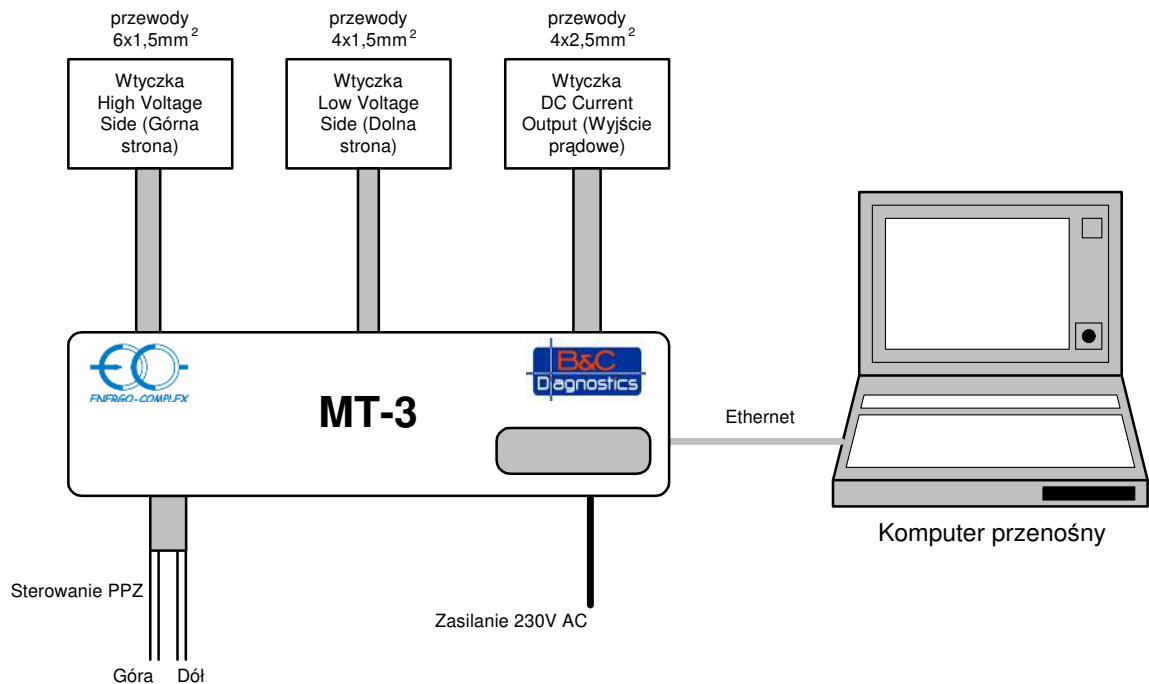 przewody
6x1,5mm²
przewody
4x1,5mm²
przewody
4x2,5mm²
Wtyczka
High Voltage
Side (Górna
strona)
Wtyczka
Low Voltage
Side (Dolna
strona)
Wtyczka
DC Current
Output (Wyjście
prądowe)
ENERGO-COMPLEX
B&C
Diagnostics
MT-3
Ethernet
Komputer przenośny
Sterowanie PPZ
Zasilanie 230V AC
Góra
Dół